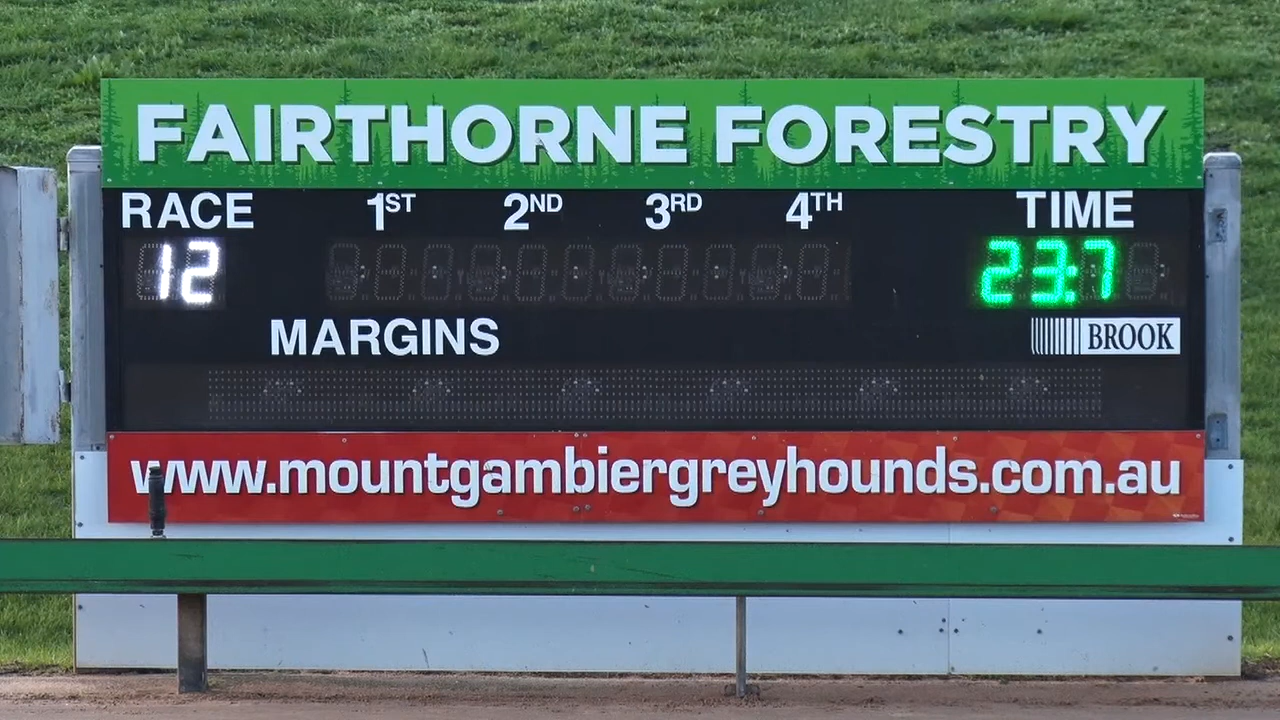 FAIRTHORNE FORESTRY
RACE 1ST 2ND 3RD 4TH TIME
12 23:7
MARGINS BROOK
www.mountgambiergreyhounds.com.au